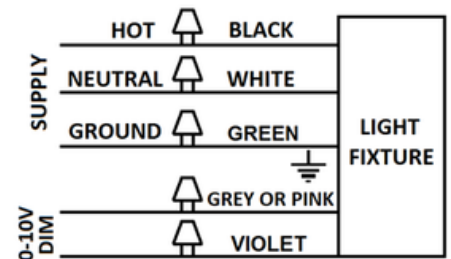 HOT BLACK
SUPPLY
NEUTRAL WHITE
GROUND GREEN
LIGHT
FIXTURE
GREY OR PINK
0-10V
DIM
VIOLET